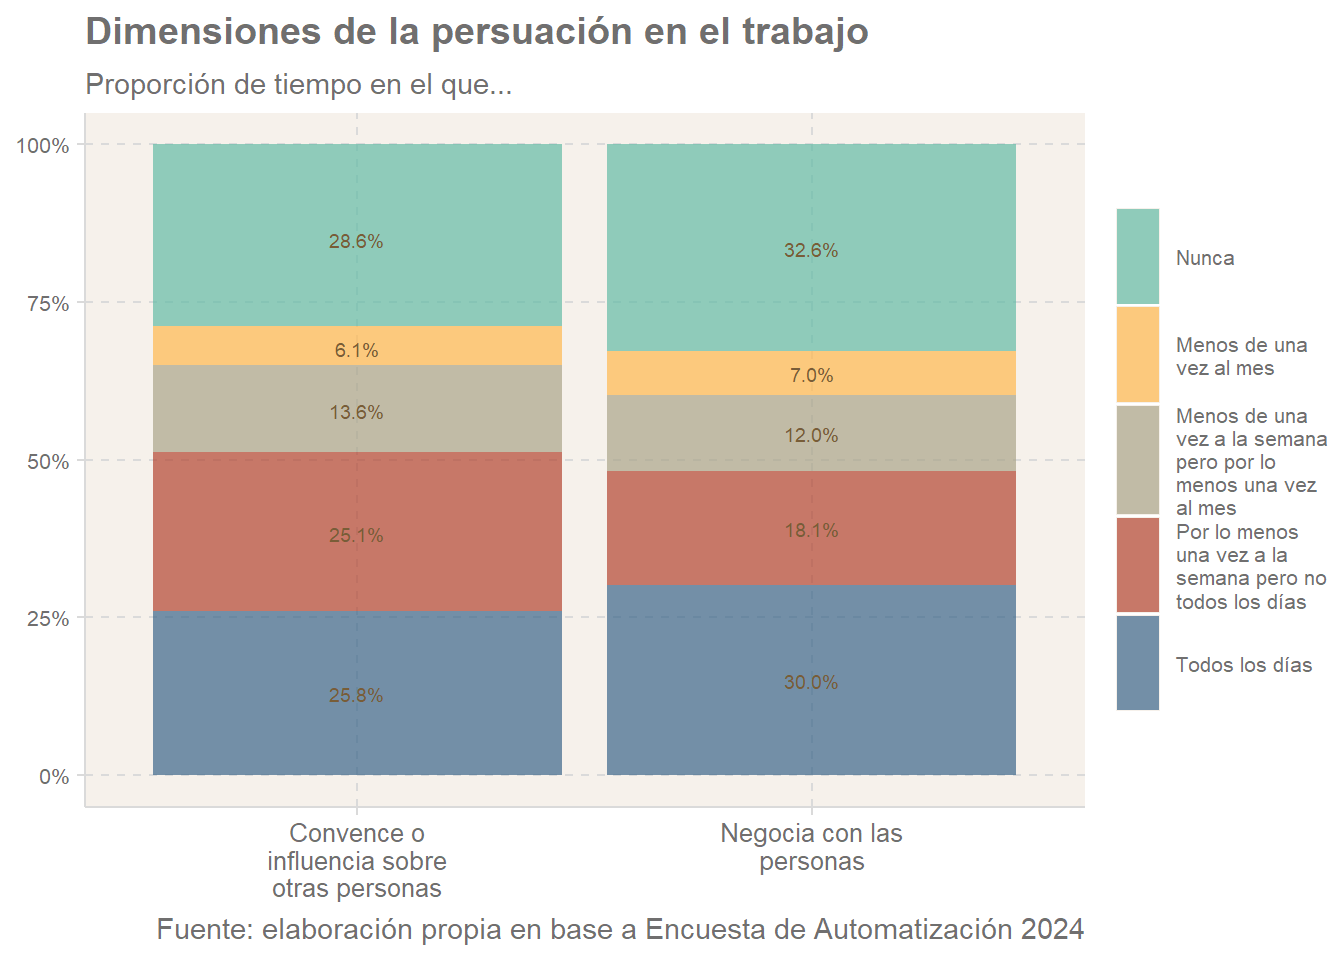 Dimensiones de la persuación en el trabajo
Proporción de tiempo en el que...
100%
75%
50%
25%
0%
28.6%
6.1%
13.6%
25.1%
25.8%
32.6%
7.0%
12.0%
18.1%
30.0%
Convence o
influencia sobre
otras personas
Negocia con las
personas
Nunca
Menos de una
vez al mes
Menos de una
vez a la semana
pero por lo
menos una vez
al mes
Por lo menos
una vez a la
semana pero no
todos los días
Todos los días
Fuente: elaboración propia en base a Encuesta de Automatización 2024